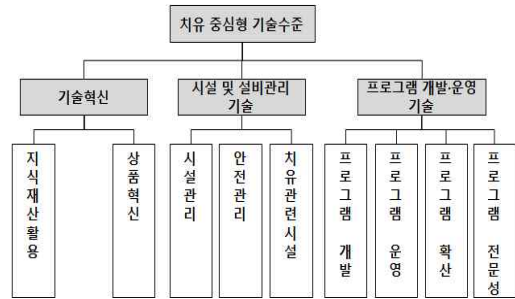 치유 중심형 기술수준
기술혁신
시설 및 설비관리
기술
프로그램 개발·운영
기술
지식재산활용
상품혁신
시설관리
안전관리
치유관련시설
프로그램 개발
프로그램 운영
프로그램 확산
프로그램 전문성